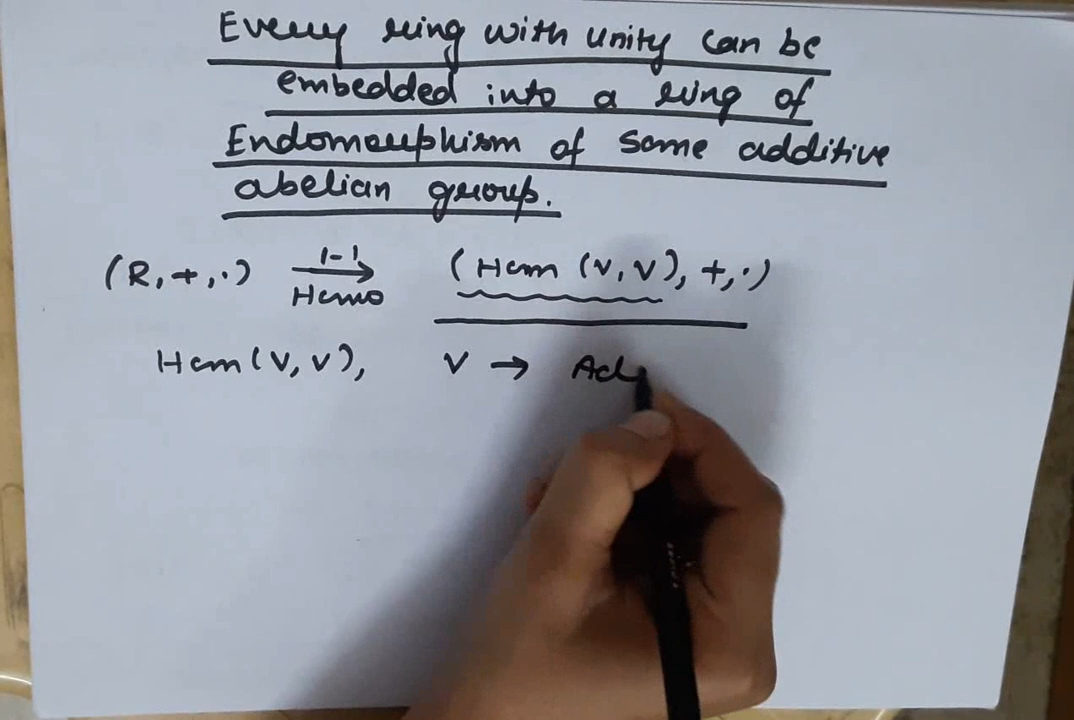 Every ring with unity can be
embedded into a ring of
Endomorphism of some additive
abelian group.
(R, +, ·) 1-1 Homo → (Hom (V, V), +, ·)
Hom (V, V), V → Ad